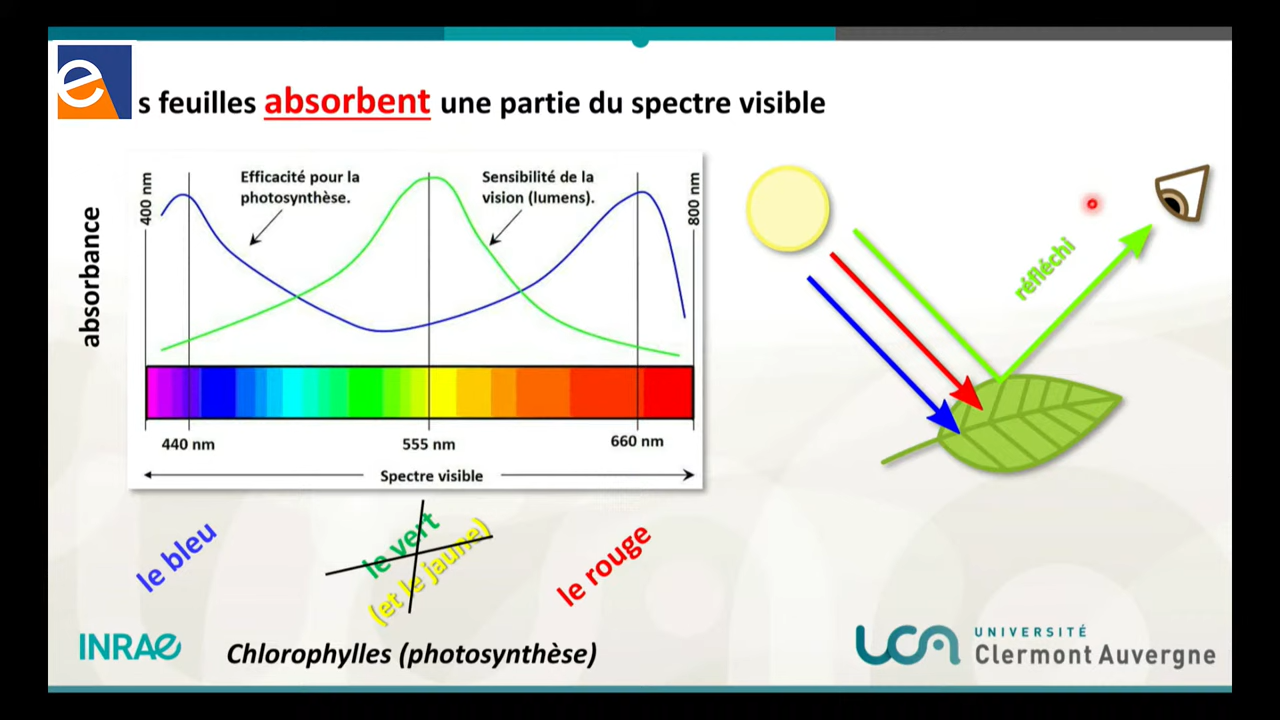 e
s feuilles absorbent une partie du spectre visible
absorbance
400 nm
Efficacité pour la
photosynthèse.
Sensibilité de la
vision (lumens).
800 nm
440 nm
555 nm
660 nm
Spectre visible
réfléchi
le bleu
le vert
(et le jaune)
le rouge
Chlorophylles (photosynthèse)
INRAE
UCA
UNIVERSITÉ
Clermont Auvergne